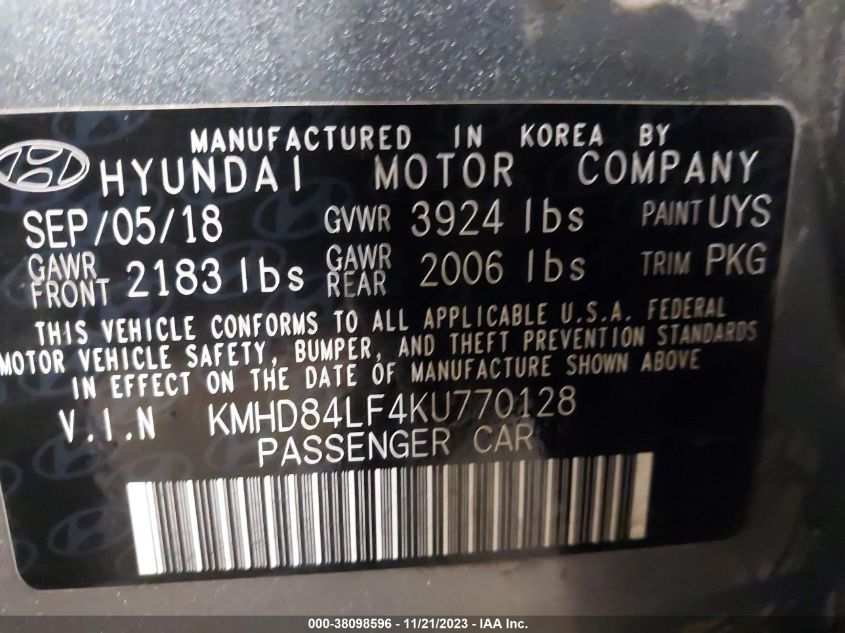 MANUFACTURED IN KOREA BY
HYUNDAI MOTOR COMPANY
SEP/05/18 GVWR 3924 lbs PAINT UYS
GAWR FRONT 2183 lbs GAWR REAR 2006 lbs TRIM PKG
THIS VEHICLE CONFORMS TO ALL APPLICABLE U.S.A. FEDERAL
MOTOR VEHICLE SAFETY, BUMPER, AND THEFT PREVENTION STANDARDS
IN EFFECT ON THE DATE OF MANUFACTURE SHOWN ABOVE
V.I.N KMHD84LF4KU770128
PASSENGER CAR
000-38098596 - 11/21/2023 - IAA Inc.